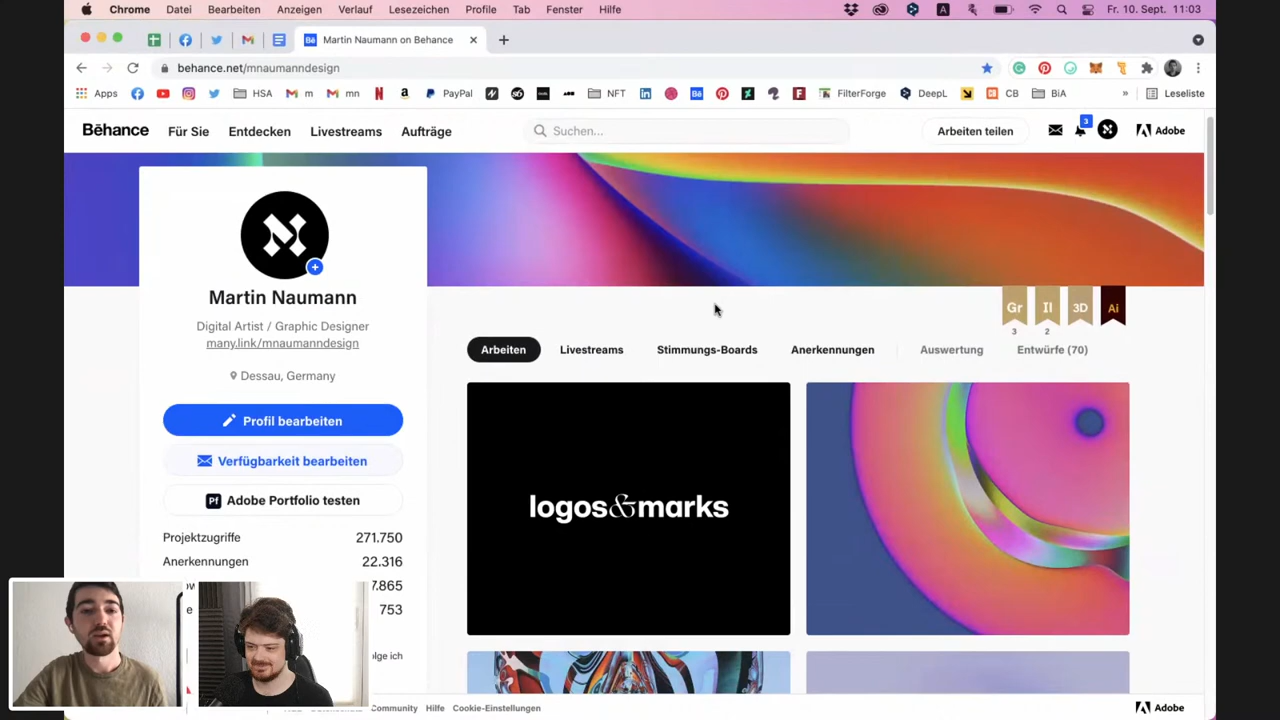 Chrome Datei Bearbeiten Anzeigen Verlauf Lesezeichen Profile Tab Fenster Hilfe Fr. 10. Sept. 11:03
Martin Naumann on Behance
behance.net/mnaumanndesign
Apps HSA m mn PayPal NFT FilterForge DeepL CB BiA » Leseliste
Bēhance Für Sie Entdecken Livestreams Aufträge Suchen... Arbeiten teilen 3 Adobe
Martin Naumann
Digital Artist / Graphic Designer
many.link/mnaumanndesign
Dessau, Germany
Profil bearbeiten
Verfügbarkeit bearbeiten
Pf Adobe Portfolio testen
Projektzugriffe 271.750
Anerkennungen 22.316
7.865
753
Gr Il 3D Ai
3 2
Arbeiten Livestreams Stimmungs-Boards Anerkennungen Auswertung Entwürfe (70)
logos&marks
Community Hilfe Cookie-Einstellungen Adobe